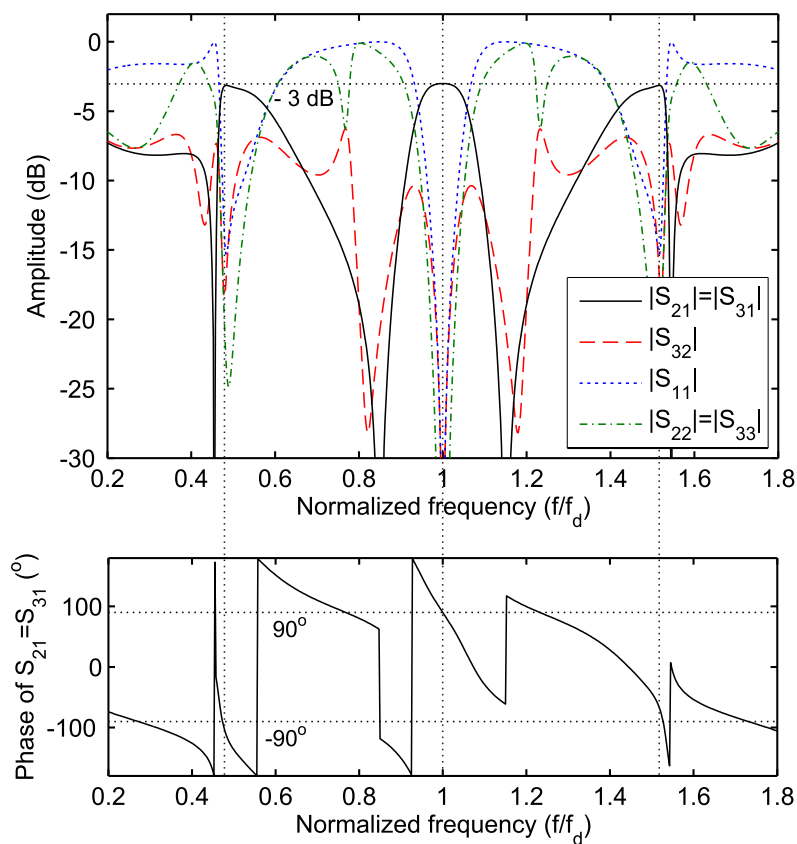 0
-5
-10
-15
-20
-25
-30
Amplitude (dB)
- 3 dB
|S21|=|S31|
|S32|
|S11|
|S22|=|S33|
0.2 0.4 0.6 0.8 1.0 1.2 1.4 1.6 1.8
Normalized frequency (f/fd)
100
0
-100
Phase of S21=S31 (o)
90o
-90o
0.2 0.4 0.6 0.8 1.0 1.2 1.4 1.6 1.8
Normalized frequency (f/fd)